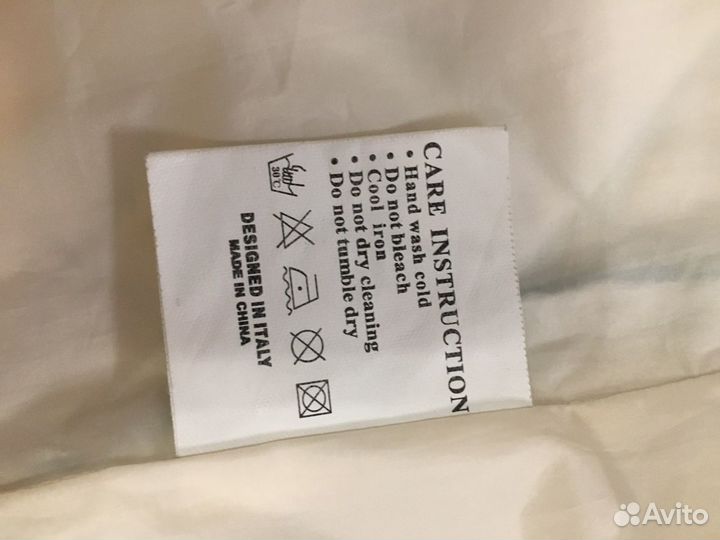 CARE INSTRUCTION
• Hand wash cold
• Do not bleach
• Cool iron
• Do not dry cleaning
• Do not tumble dry
30°C
DESIGNED IN ITALY
MADE IN CHINA
Avito